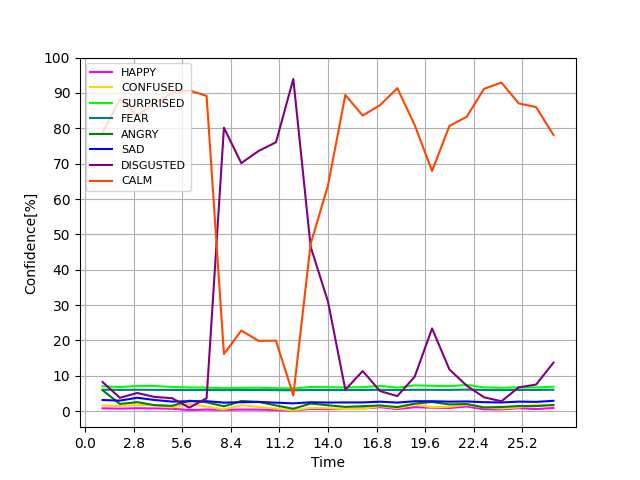 100
90
80
70
60
50
40
30
20
10
0
Confidence[%]
HAPPY
CONFUSED
SURPRISED
FEAR
ANGRY
SAD
DISGUSTED
CALM
0.0 2.8 5.6 8.4 11.2 14.0 16.8 19.6 22.4 25.2
Time